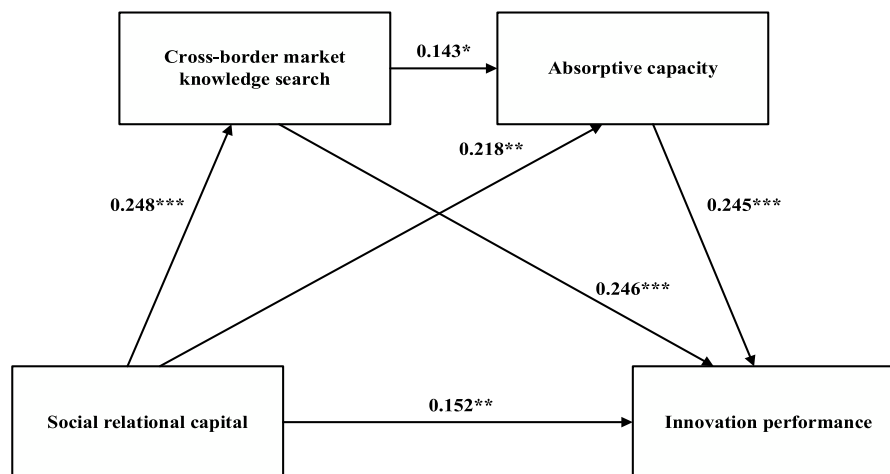 Cross-border market
knowledge search
0.143*
Absorptive capacity
0.218**
0.248***
0.245***
0.246***
Social relational capital
0.152**
Innovation performance